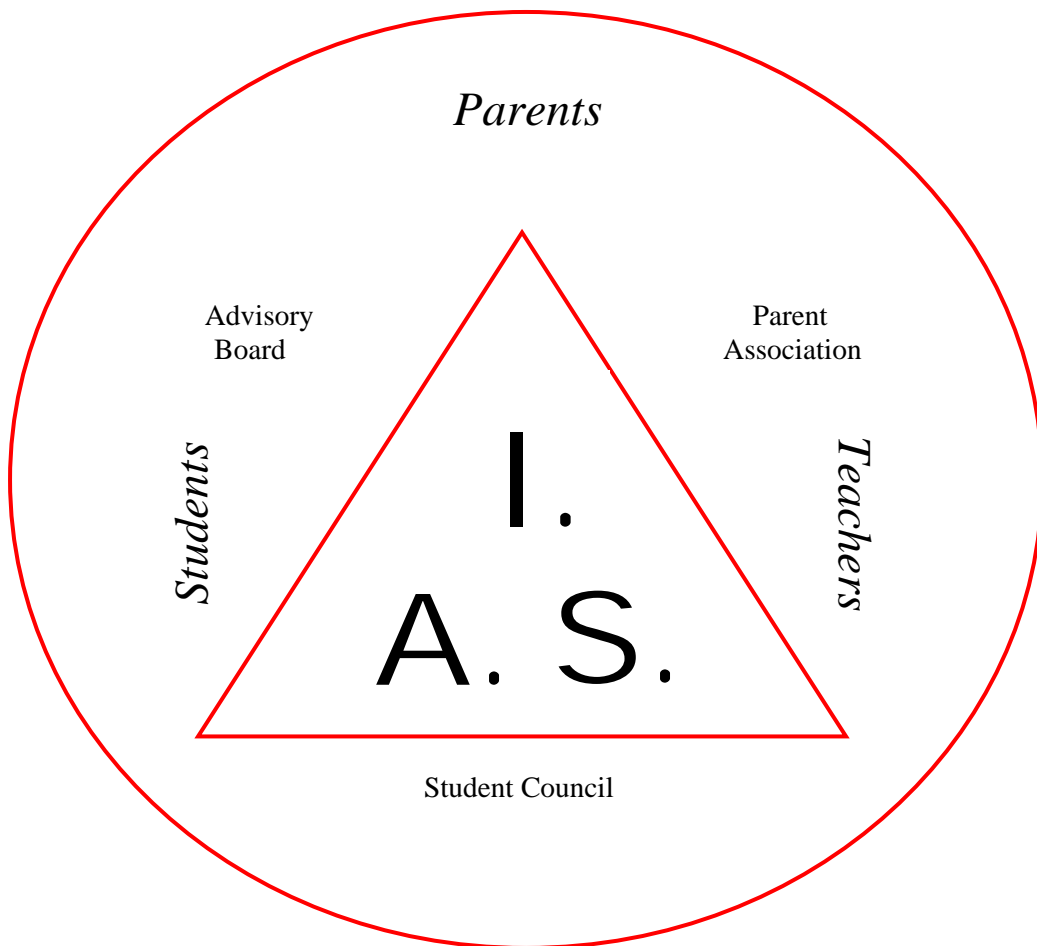 Parents
Advisory
Board
Parent
Association
Students
Teachers
I.
A. S.
Student Council